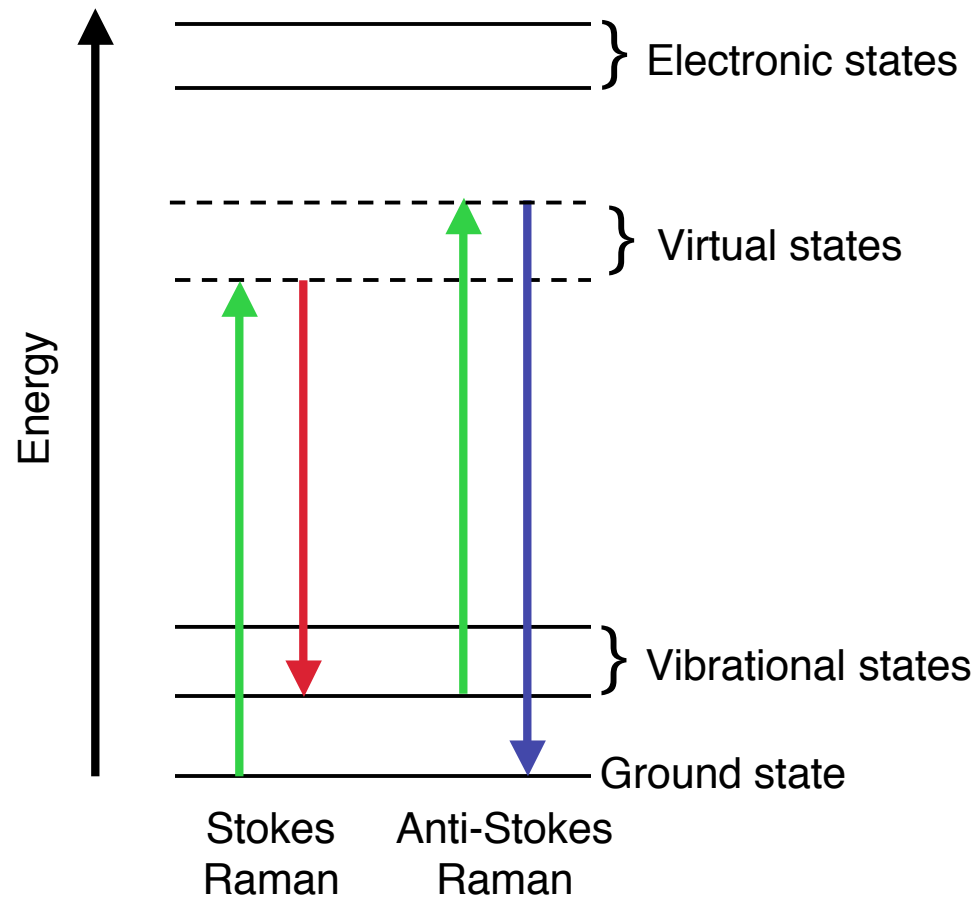 Electronic states
Virtual states
Energy
Vibrational states
Ground state
Stokes
Raman
Anti-Stokes
Raman